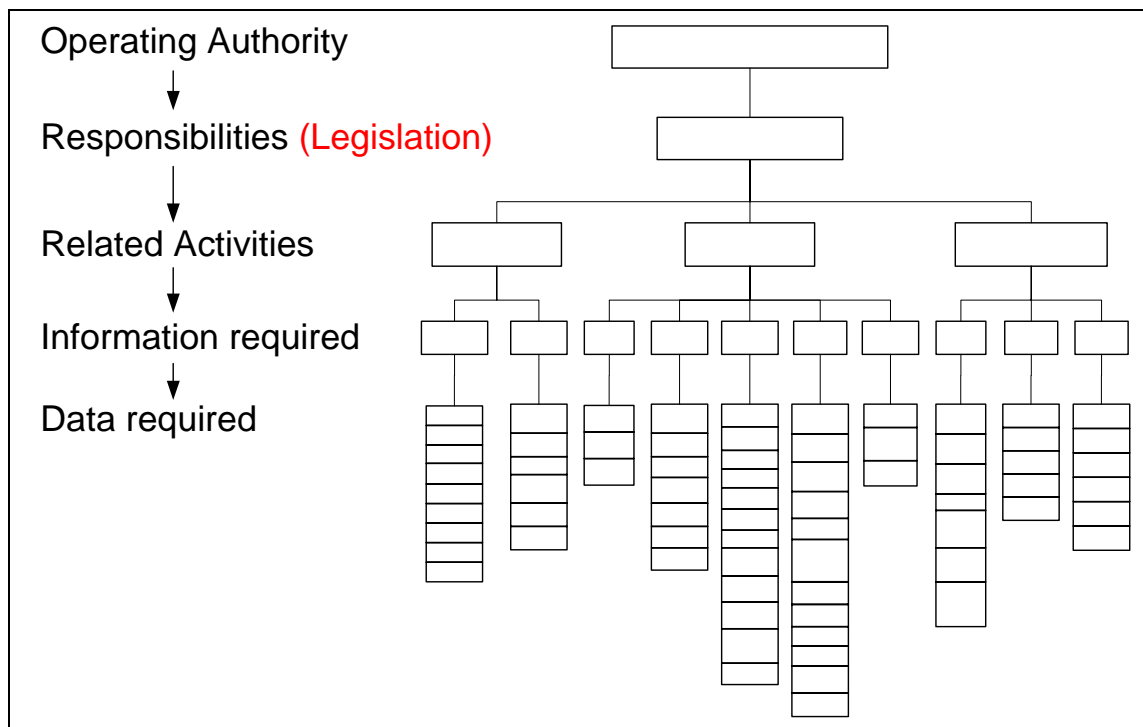 Operating Authority
Responsibilities (Legislation)
Related Activities
Information required
Data required